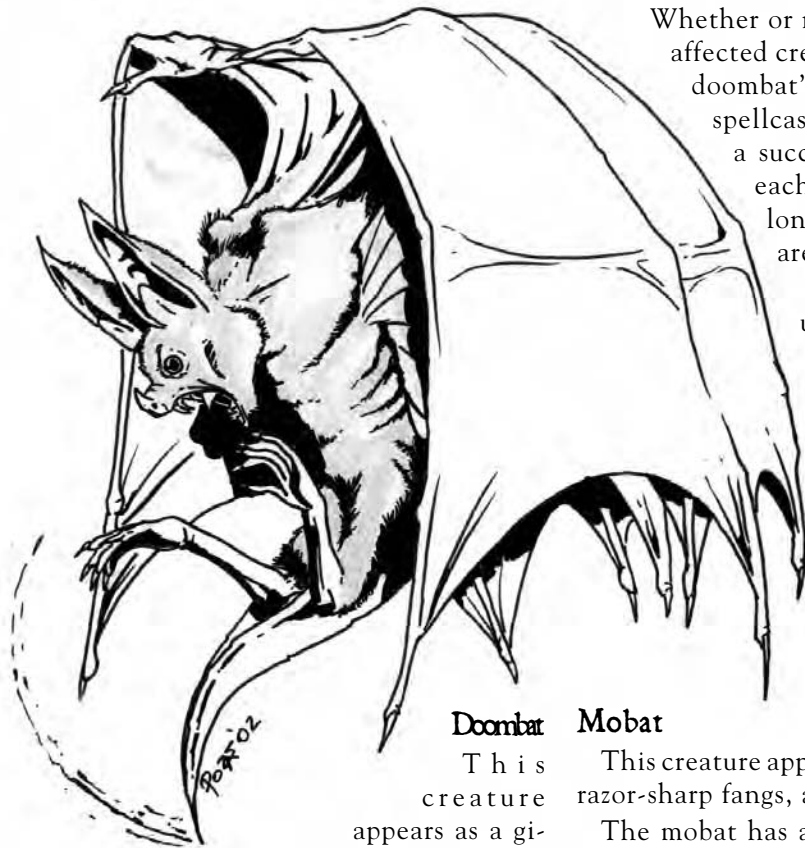 Whether or
affected cre
doombat'
spellcas
a succ
each
lon
are
u
Doombat
This
creature
appears as a gi-
Mobat
This creature app
razor-sharp fangs, a
The mobat has a